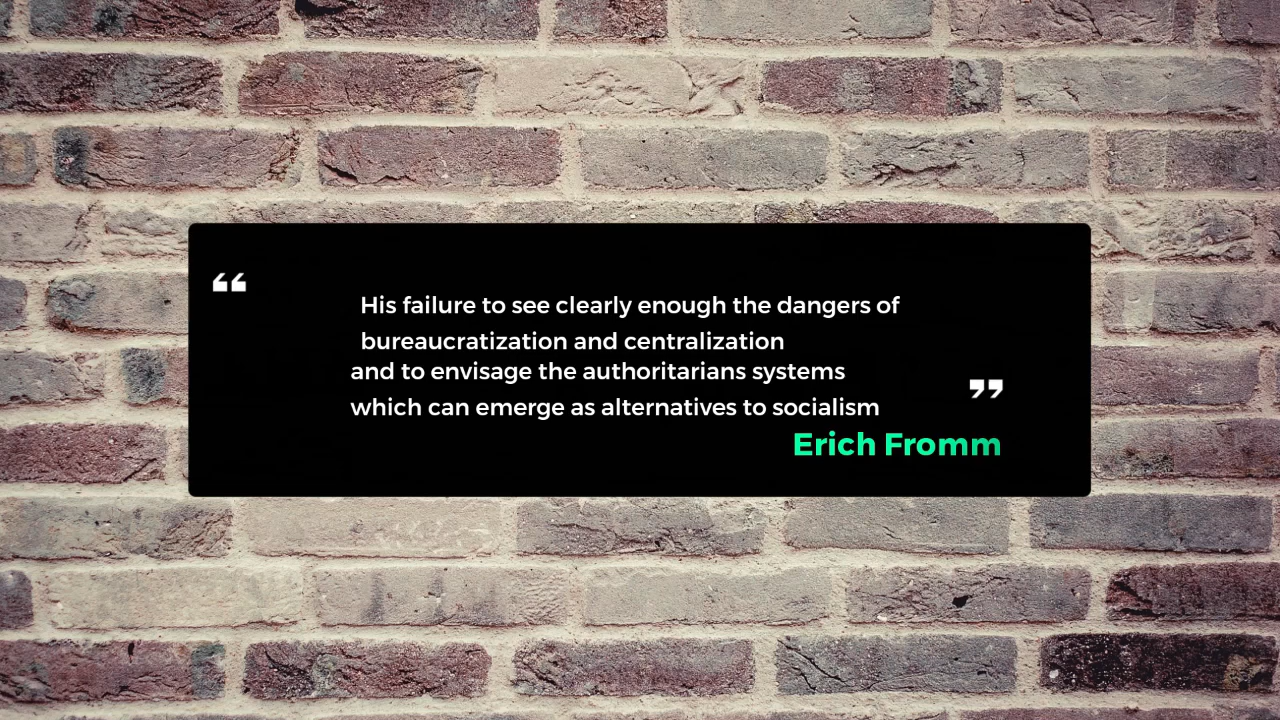 “
His failure to see clearly enough the dangers of
bureaucratization and centralization
and to envisage the authoritarians systems
which can emerge as alternatives to socialism
”
Erich Fromm